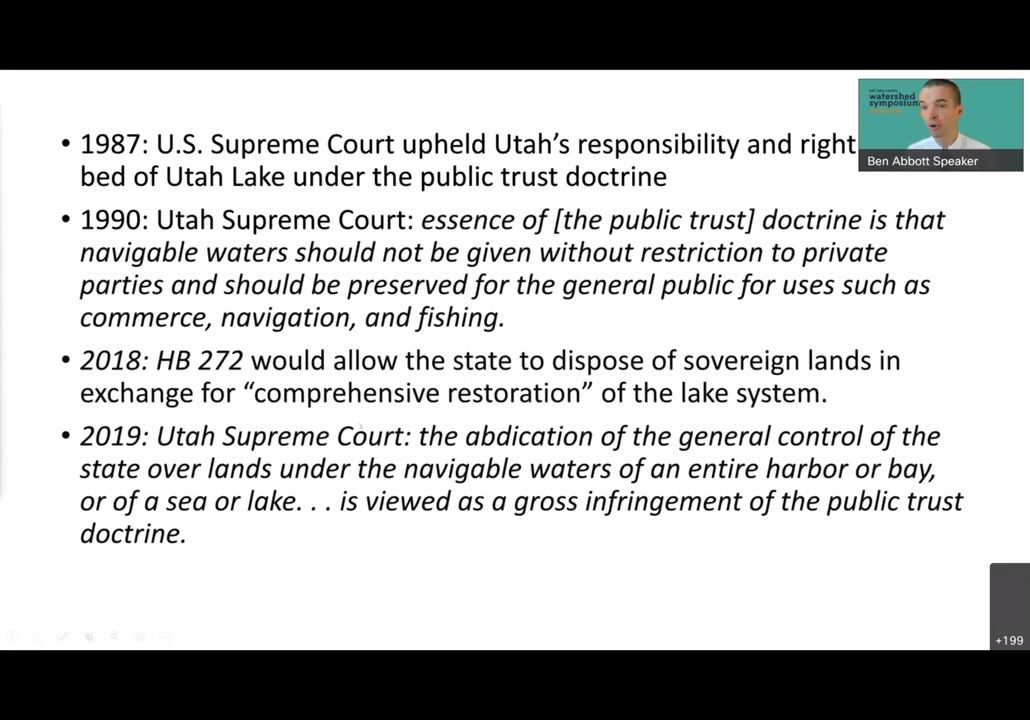 • 1987: U.S. Supreme Court upheld Utah’s responsibility and right
bed of Utah Lake under the public trust doctrine
• 1990: Utah Supreme Court: essence of [the public trust] doctrine is that
navigable waters should not be given without restriction to private
parties and should be preserved for the general public for uses such as
commerce, navigation, and fishing.
• 2018: HB 272 would allow the state to dispose of sovereign lands in
exchange for “comprehensive restoration” of the lake system.
• 2019: Utah Supreme Court: the abdication of the general control of the
state over lands under the navigable waters of an entire harbor or bay,
or of a sea or lake. . . is viewed as a gross infringement of the public trust
doctrine.
salt lake county
watershed
symposium
Ben Abbott Speaker
+199